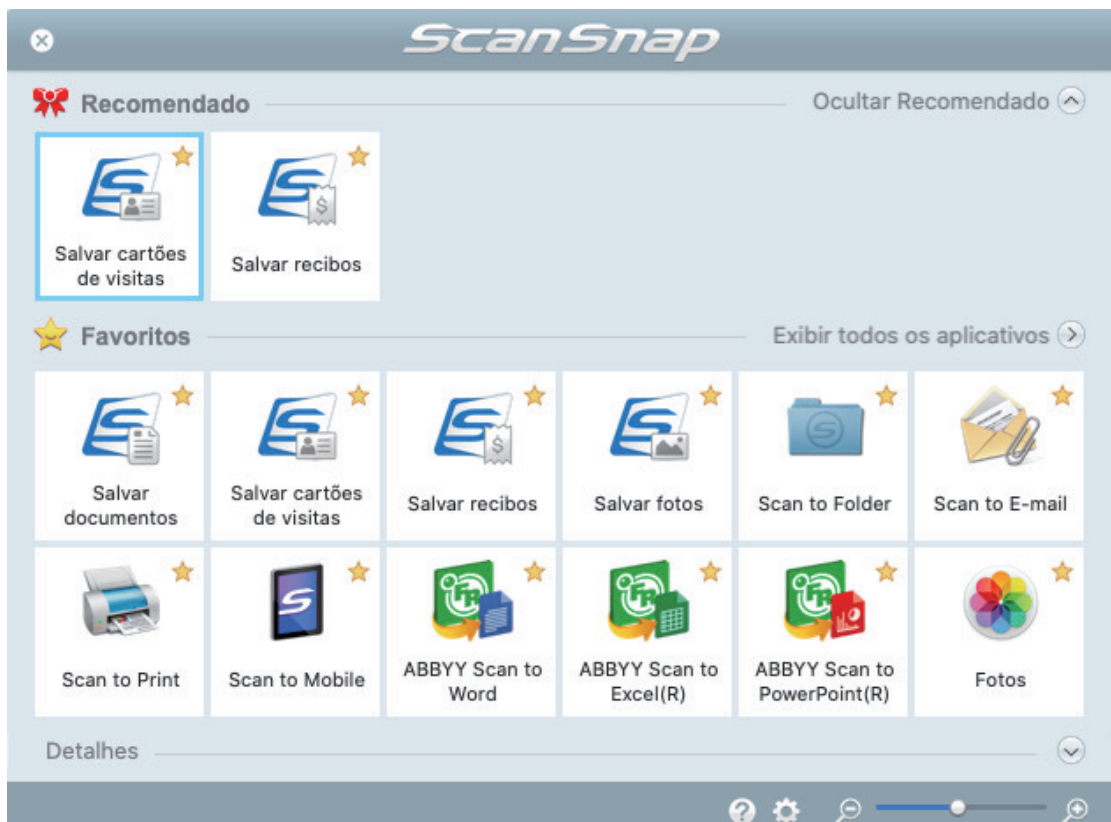 ScanSnap
Recomendado
Ocultar Recomendado
Salvar cartões
de visitas
Salvar recibos
Favoritos
Exibir todos os aplicativos
Salvar
documentos
Salvar cartões
de visitas
Salvar recibos
Salvar fotos
Scan to Folder
Scan to E-mail
Scan to Print
Scan to Mobile
ABBYY Scan to
Word
ABBYY Scan to
Excel(R)
ABBYY Scan to
PowerPoint(R)
Fotos
Detalhes